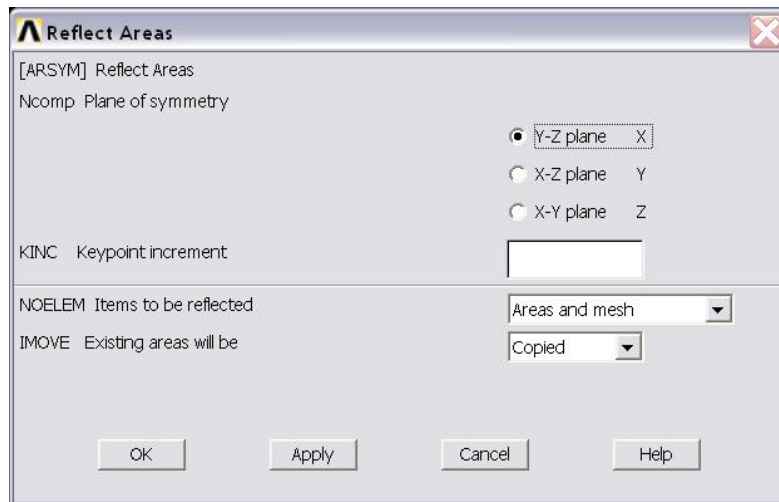 Reflect Areas
[ARSYM] Reflect Areas
Ncomp Plane of symmetry
Y-Z plane X
X-Z plane Y
X-Y plane Z
KINC Keypoint increment
NOELEM Items to be reflected
Areas and mesh
IMOVE Existing areas will be
Copied
OK
Apply
Cancel
Help